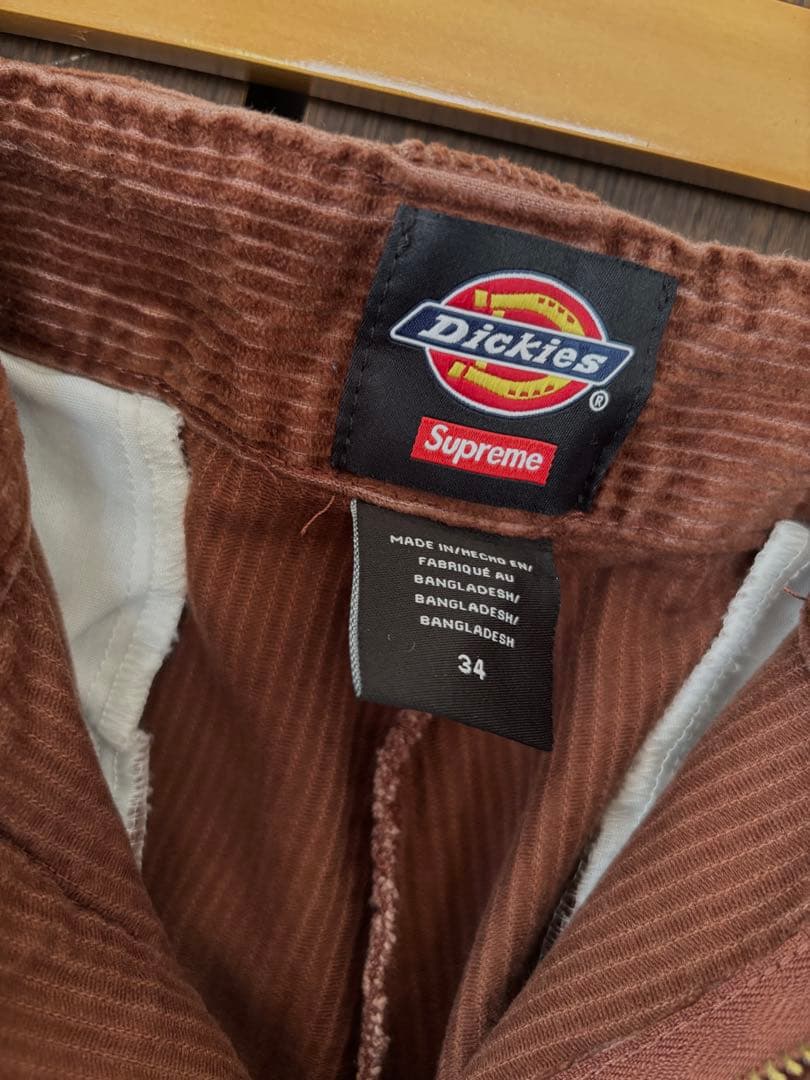 Dickies
®
Supreme
MADE IN/HECHO EN/
FABRIQUÉ AU
BANGLADESH/
BANGLADESH/
BANGLADESH
34